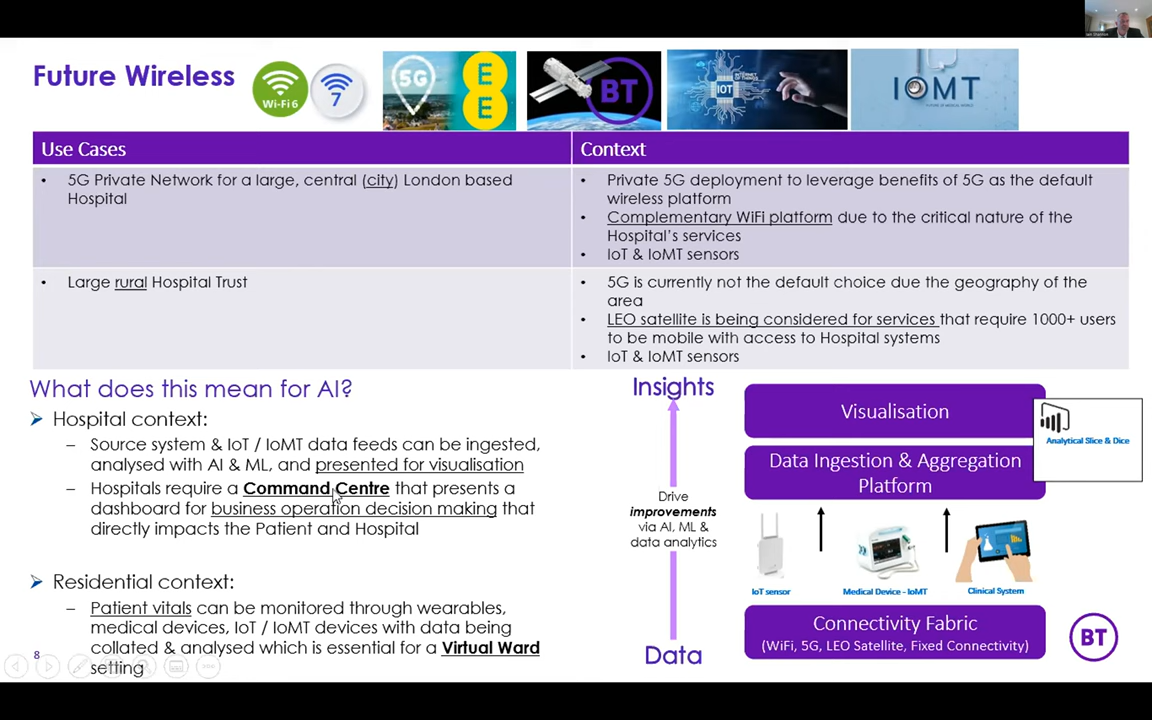 Future Wireless
Wi-Fi 6
7
5G
E
E
BT
IOT
INTERNET
OF THINGS
IOMT
Use Cases
Context
• 5G Private Network for a large, central (city) London based
Hospital
• Private 5G deployment to leverage benefits of 5G as the default
wireless platform
• Complementary WiFi platform due to the critical nature of the
Hospital's services
• IoT & IoMT sensors
• Large rural Hospital Trust
• 5G is currently not the default choice due the geography of the
area
• LEO satellite is being considered for services that require 1000+ users
to be mobile with access to Hospital systems
• IoT & IoMT sensors
What does this mean for AI?
Hospital context:
– Source system & IoT / IoMT data feeds can be ingested,
analysed with AI & ML, and presented for visualisation
– Hospitals require a Command Centre that presents a
dashboard for business operation decision making that
directly impacts the Patient and Hospital
Residential context:
– Patient vitals can be monitored through wearables,
medical devices, IoT / IoMT devices with data being
collated & analysed which is essential for a Virtual Ward
setting
8
Insights
Drive
improvements
via AI, ML &
data analytics
Data
Visualisation
Analytical Slice & Dice
Data Ingestion & Aggregation
Platform
IoT sensor
Medical Device - IoMT
Clinical System
Connectivity Fabric
(WiFi, 5G, LEO Satellite, Fixed Connectivity)
BT